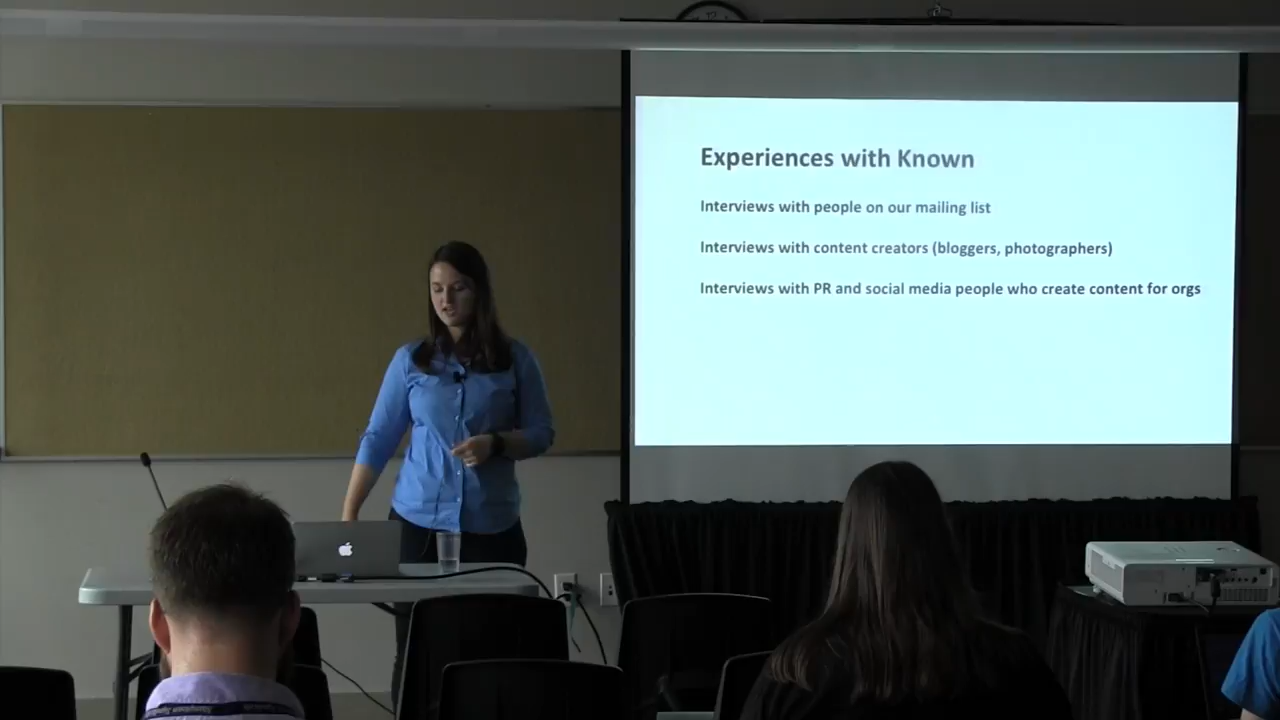 Experiences with Known
Interviews with people on our mailing list
Interviews with content creators (bloggers, photographers)
Interviews with PR and social media people who create content for orgs